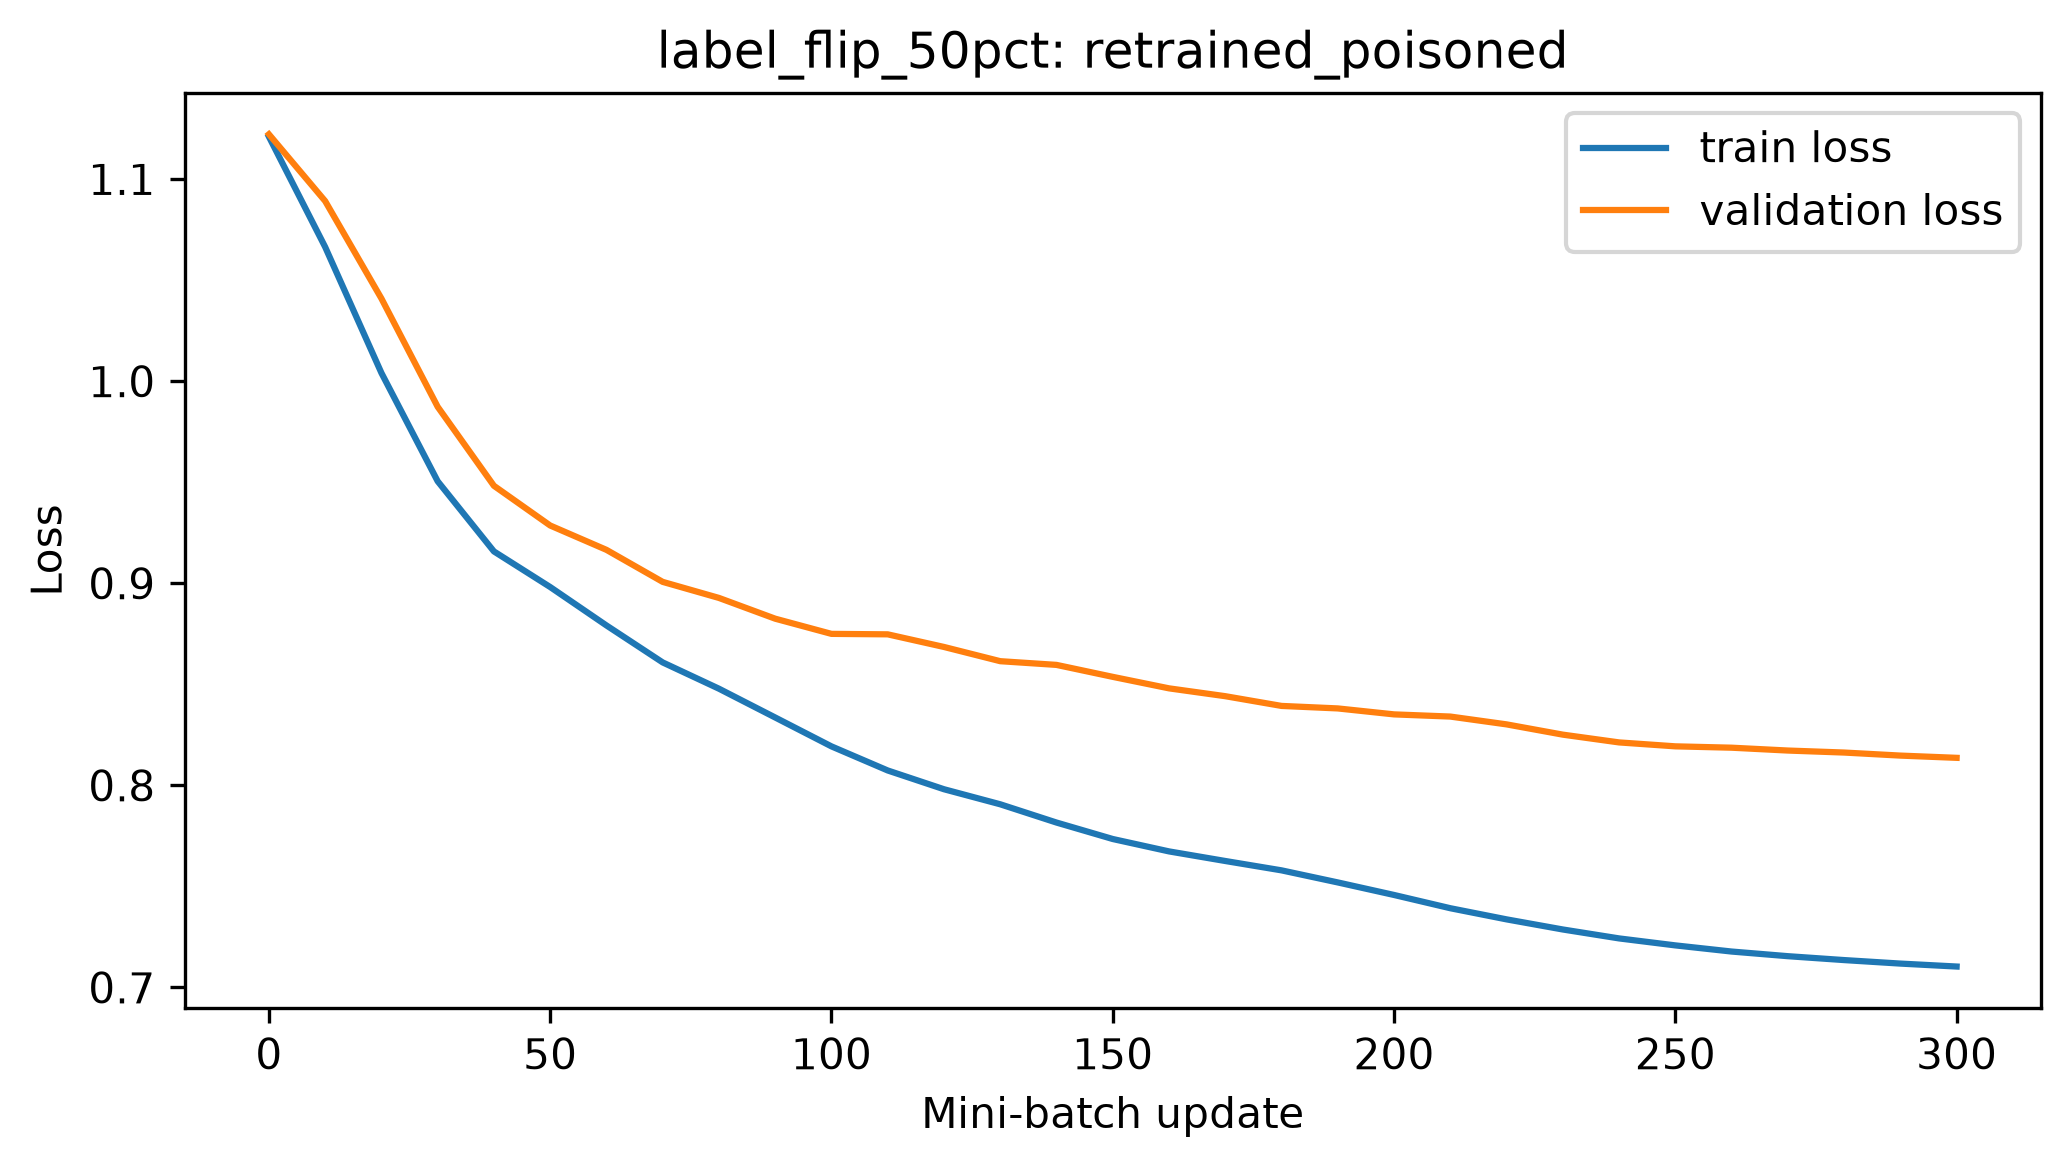 label_flip_50pct: retrained_poisoned
train loss
validation loss
Loss
1.1
1.0
0.9
0.8
0.7
0 50 100 150 200 250 300
Mini-batch update